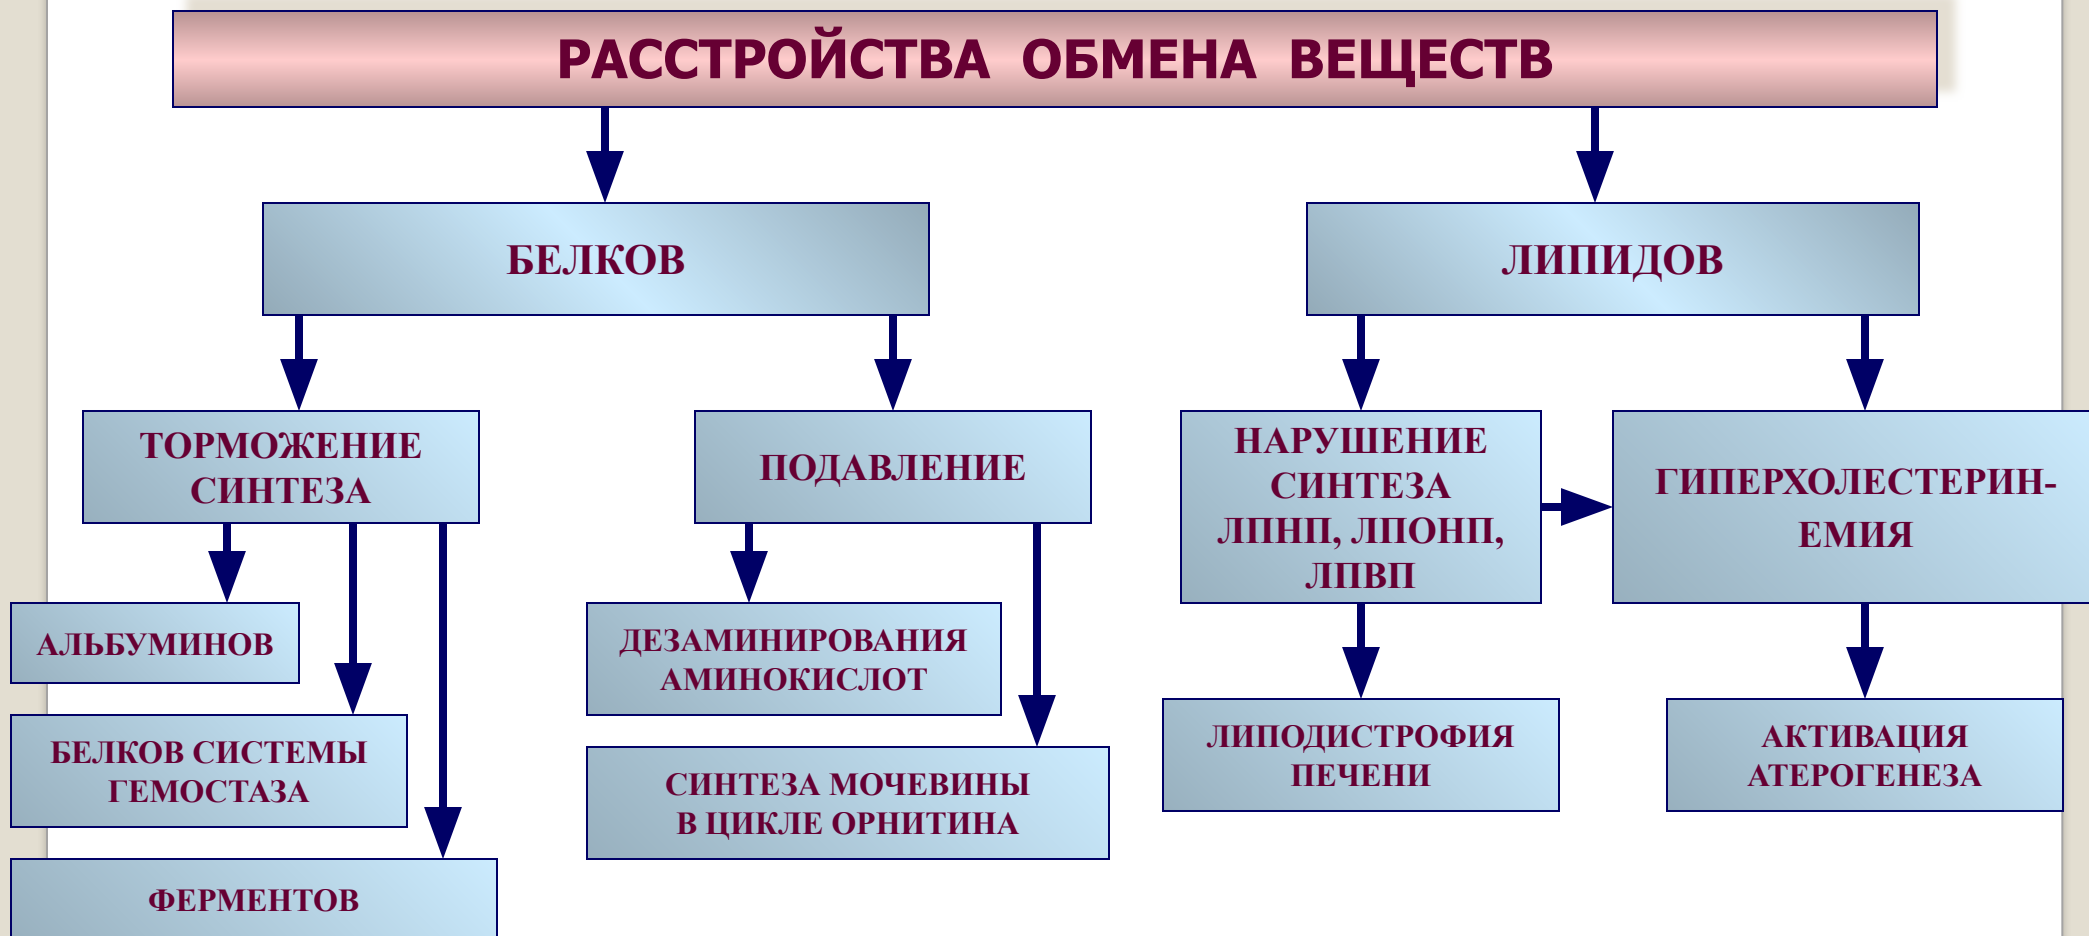 РАССТРОЙСТВА ОБМЕНА ВЕЩЕСТВ
БЕЛКОВ
ЛИПИДОВ
ТОРМОЖЕНИЕ
СИНТЕЗА
ПОДАВЛЕНИЕ
НАРУШЕНИЕ
СИНТЕЗА
ЛПНП, ЛПОНП,
ЛПВП
ГИПЕРХОЛЕСТЕРИН-
ЕМИЯ
АЛЬБУМИНОВ
БЕЛКОВ СИСТЕМЫ
ГЕМОСТАЗА
ФЕРМЕНТОВ
ДЕЗАМИНИРОВАНИЯ
АМИНОКИСЛОТ
СИНТЕЗА МОЧЕВИНЫ
В ЦИКЛЕ ОРНИТИНА
ЛИПОДИСТРОФИЯ
ПЕЧЕНИ
АКТИВАЦИЯ
АТЕРОГЕНЕЗА